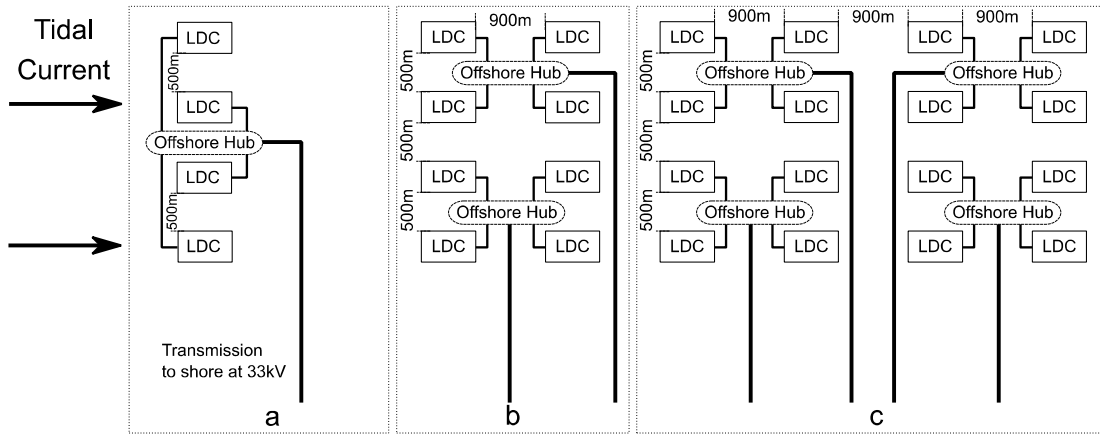 Tidal
Current
LDC
500m
LDC
Offshore Hub
LDC
500m
LDC
Transmission
to shore at 33kV
a
900m
LDC
LDC
500m
Offshore Hub
LDC
LDC
500m
LDC
LDC
500m
Offshore Hub
LDC
LDC
b
900m
900m
900m
LDC
LDC
LDC
LDC
500m
Offshore Hub
Offshore Hub
LDC
LDC
LDC
LDC
500m
LDC
LDC
LDC
LDC
500m
Offshore Hub
Offshore Hub
LDC
LDC
LDC
LDC
c